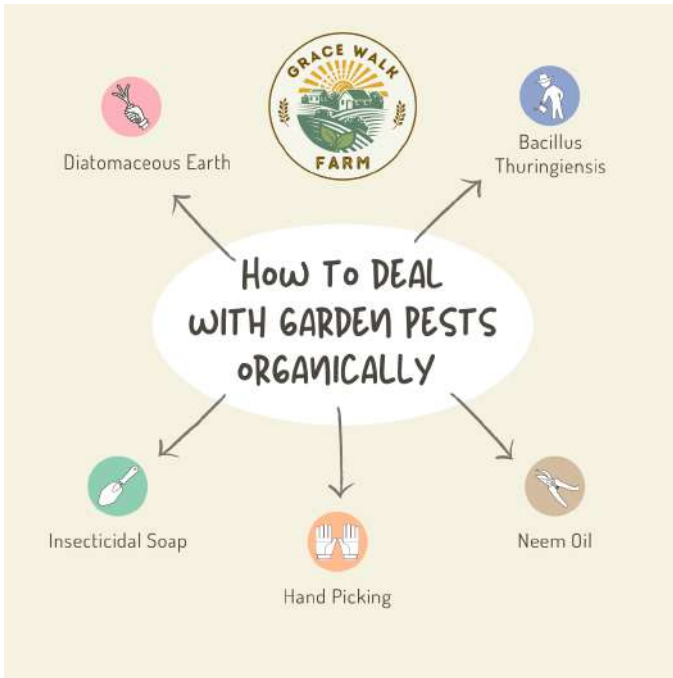 GRACE WALK
FARM
Diatomaceous Earth
Bacillus
Thuringiensis
HOW TO DEAL
WITH GARDEN PESTS
ORGANICALLY
Insecticidal Soap
Hand Picking
Neem Oil